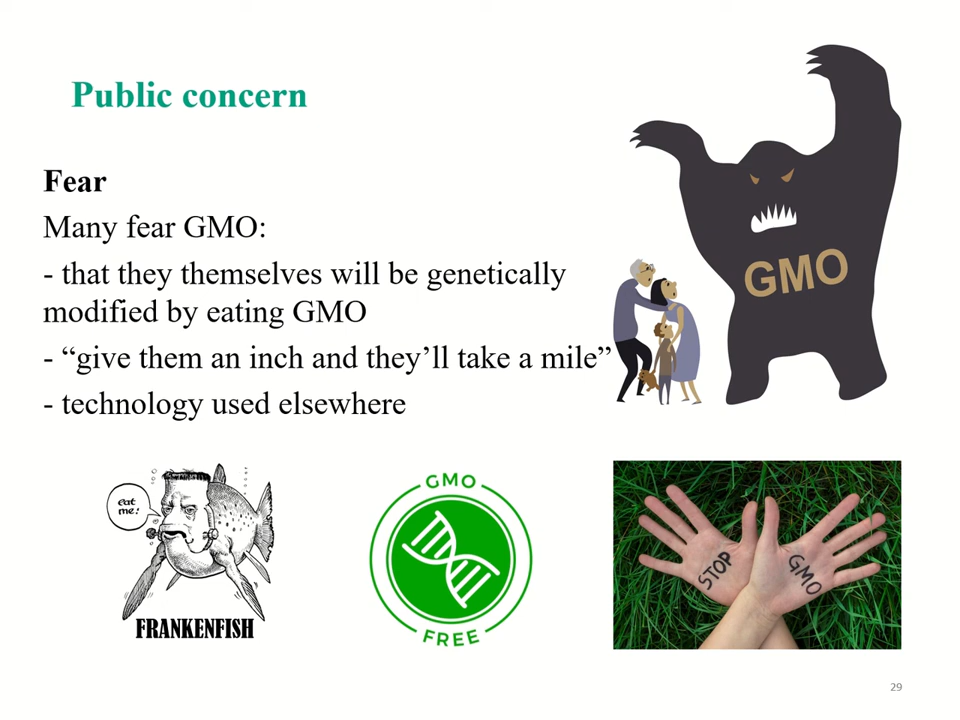 Public concern
Fear
Many fear GMO:
- that they themselves will be genetically
modified by eating GMO
- “give them an inch and they’ll take a mile”
- technology used elsewhere
GMO
eat
me!
FRANKENFISH
GMO
FREE
STOP
GMO
29